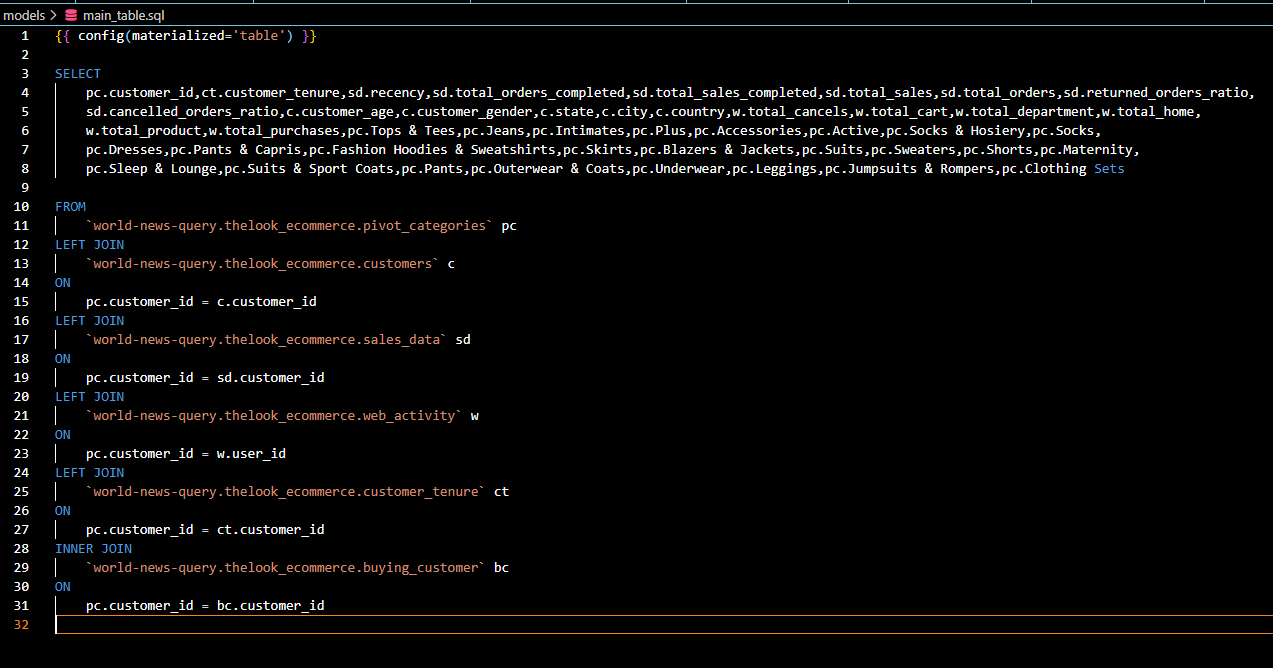 models > main_table.sql
1 {{ config(materialized='table') }}
2
3 SELECT
4 pc.customer_id,ct.customer_tenure,sd.recency,sd.total_orders_completed,sd.total_sales_completed,sd.total_sales,sd.total_orders,sd.returned_orders_ratio,
5 sd.cancelled_orders_ratio,c.customer_age,c.customer_gender,c.state,c.city,c.country,w.total_cancels,w.total_cart,w.total_department,w.total_home,
6 w.total_product,w.total_purchases,pc.Tops & Tees,pc.Jeans,pc.Intimates,pc.Plus,pc.Accessories,pc.Active,pc.Socks & Hosiery,pc.Socks,
7 pc.Dresses,pc.Pants & Capris,pc.Fashion Hoodies & Sweatshirts,pc.Skirts,pc.Blazers & Jackets,pc.Suits,pc.Sweaters,pc.Shorts,pc.Maternity,
8 pc.Sleep & Lounge,pc.Suits & Sport Coats,pc.Pants,pc.Outerwear & Coats,pc.Underwear,pc.Leggings,pc.Jumpsuits & Rompers,pc.Clothing Sets
9
10 FROM
11 `world-news-query.thelook_ecommerce.pivot_categories` pc
12 LEFT JOIN
13 `world-news-query.thelook_ecommerce.customers` c
14 ON
15 pc.customer_id = c.customer_id
16 LEFT JOIN
17 `world-news-query.thelook_ecommerce.sales_data` sd
18 ON
19 pc.customer_id = sd.customer_id
20 LEFT JOIN
21 `world-news-query.thelook_ecommerce.web_activity` w
22 ON
23 pc.customer_id = w.user_id
24 LEFT JOIN
25 `world-news-query.thelook_ecommerce.customer_tenure` ct
26 ON
27 pc.customer_id = ct.customer_id
28 INNER JOIN
29 `world-news-query.thelook_ecommerce.buying_customer` bc
30 ON
31 pc.customer_id = bc.customer_id
32